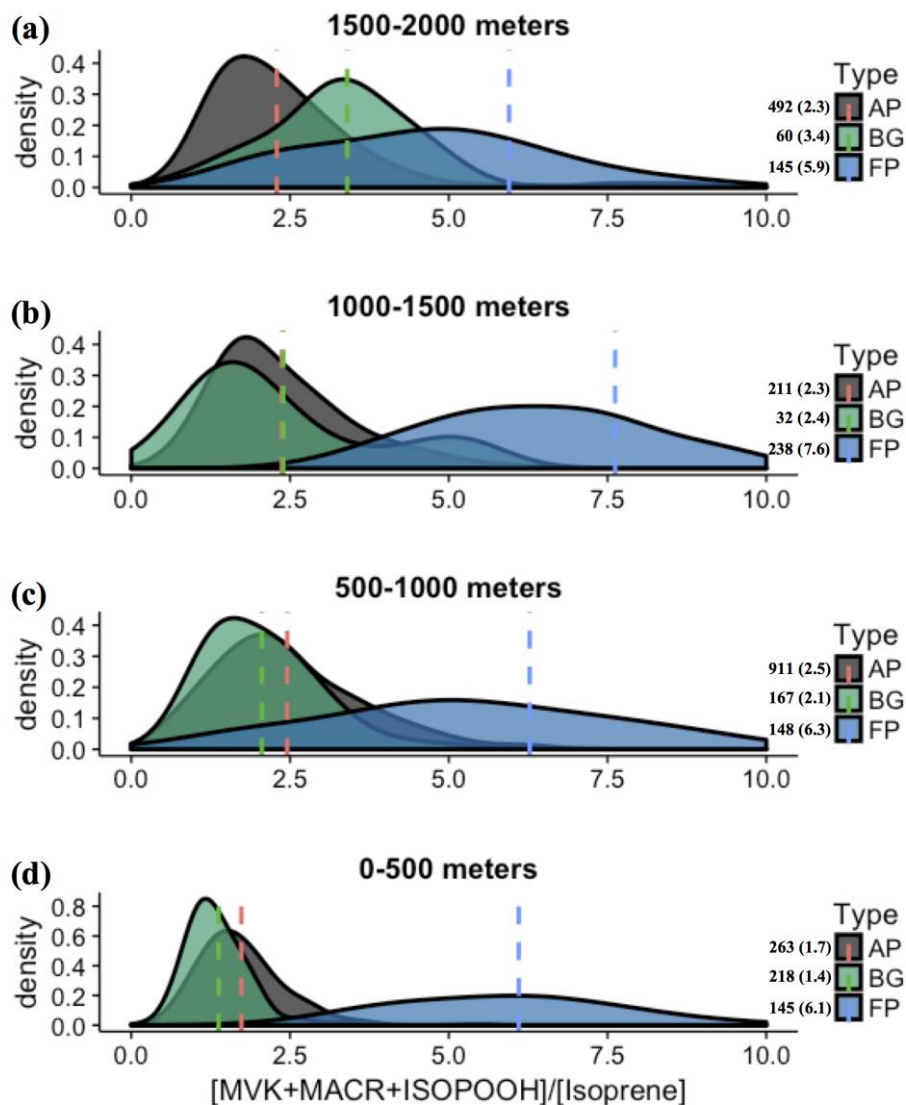 (a)
1500-2000 meters
density
0.4
0.3
0.2
0.1
0.0
0.0 2.5 5.0 7.5 10.0
Type
492 (2.3) AP
60 (3.4) BG
145 (5.9) FP
(b)
1000-1500 meters
density
0.4
0.3
0.2
0.1
0.0
0.0 2.5 5.0 7.5 10.0
Type
211 (2.3) AP
32 (2.4) BG
238 (7.6) FP
(c)
500-1000 meters
density
0.4
0.3
0.2
0.1
0.0
0.0 2.5 5.0 7.5 10.0
Type
911 (2.5) AP
167 (2.1) BG
148 (6.3) FP
(d)
0-500 meters
density
0.8
0.6
0.4
0.2
0.0
0.0 2.5 5.0 7.5 10.0
Type
263 (1.7) AP
218 (1.4) BG
145 (6.1) FP
[MVK+MACR+ISOPOOH]/[Isoprene]